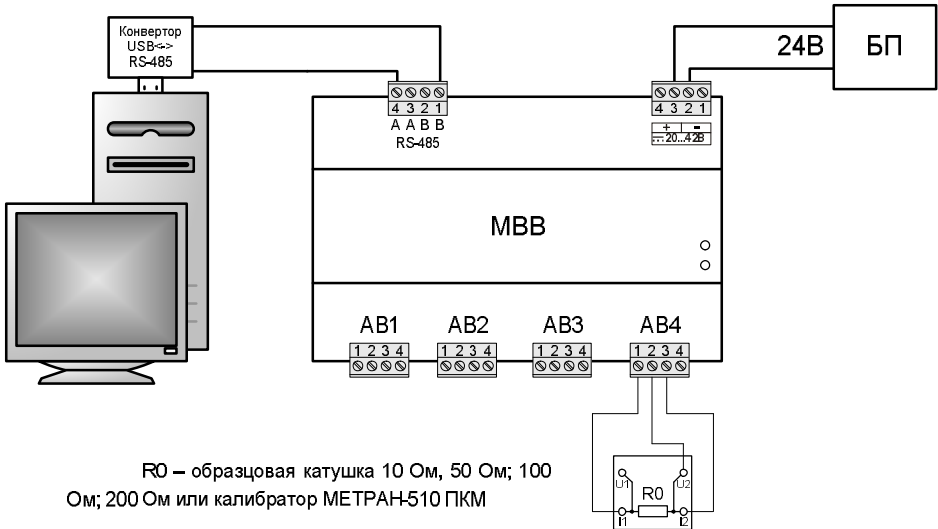 Конвертор
USB<->
RS-485
24В
БП
4 3 2 1
A A B B
RS-485
4 3 2 1
+ -
20...42В
МВВ
АВ1
АВ2
АВ3
АВ4
1 2 3 4
1 2 3 4
1 2 3 4
1 2 3 4
U1
U2
R0
I1
I2
R0 – образцовая катушка 10 Ом, 50 Ом; 100
Ом; 200 Ом или калибратор МЕТРАН-510 ПКМ